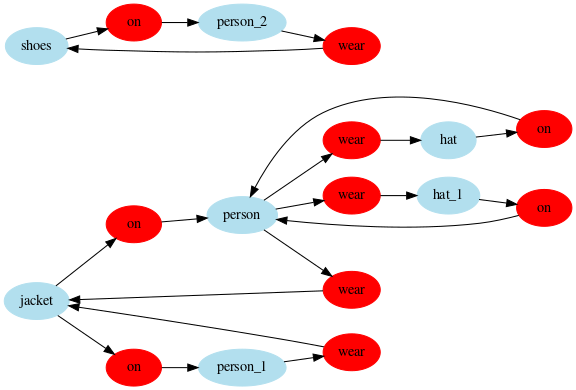 on
person_2
shoes
wear
on
wear
hat
wear
hat_1
on
on
person
wear
jacket
wear
on
person_1